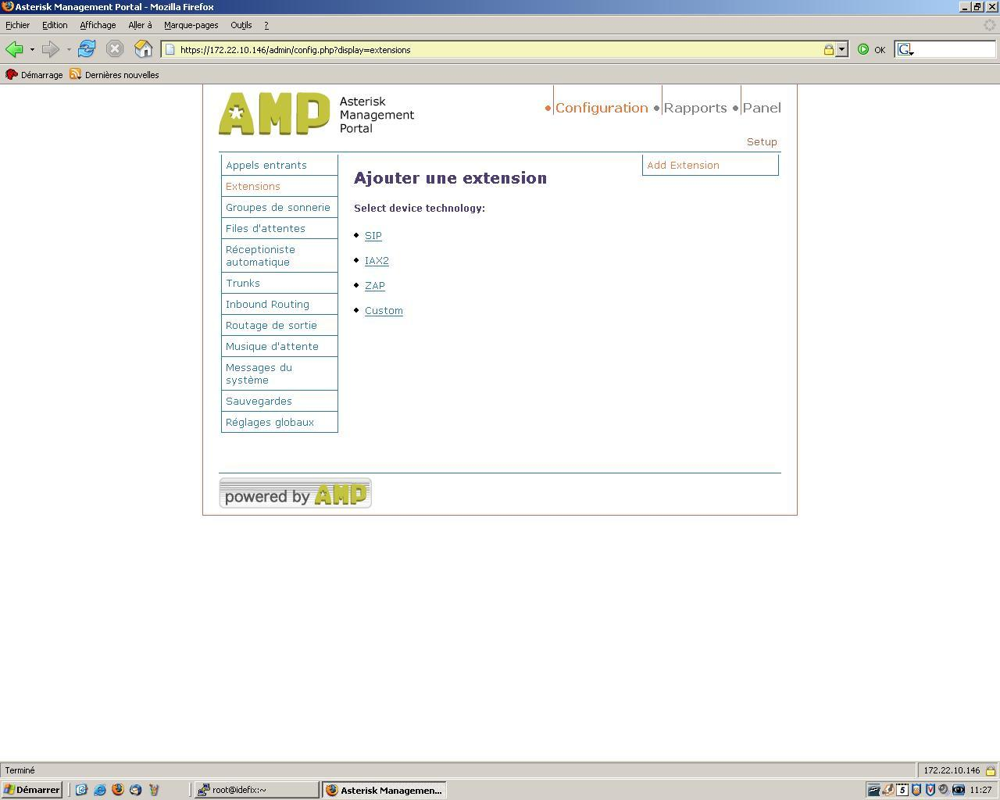 Asterisk Management Portal - Mozilla Firefox
Fichier Edition Affichage Aller à Marque-pages Outils ?
https://172.22.10.146/admin/config.php?display=extensions OK G
Démarrage Dernières nouvelles
AMP
Asterisk
Management
Portal
Configuration Rapports Panel
Setup
Appels entrants
Extensions
Groupes de sonnerie
Files d'attentes
Réceptioniste
automatique
Trunks
Inbound Routing
Routage de sortie
Musique d'attente
Messages du
système
Sauvegardes
Réglages globaux
Ajouter une extension
Select device technology:
SIP
IAX2
ZAP
Custom
Add Extension
powered by AMP
Terminé 172.22.10.146
Démarrer root@idefix:~ Asterisk Managemen... 5 11:27